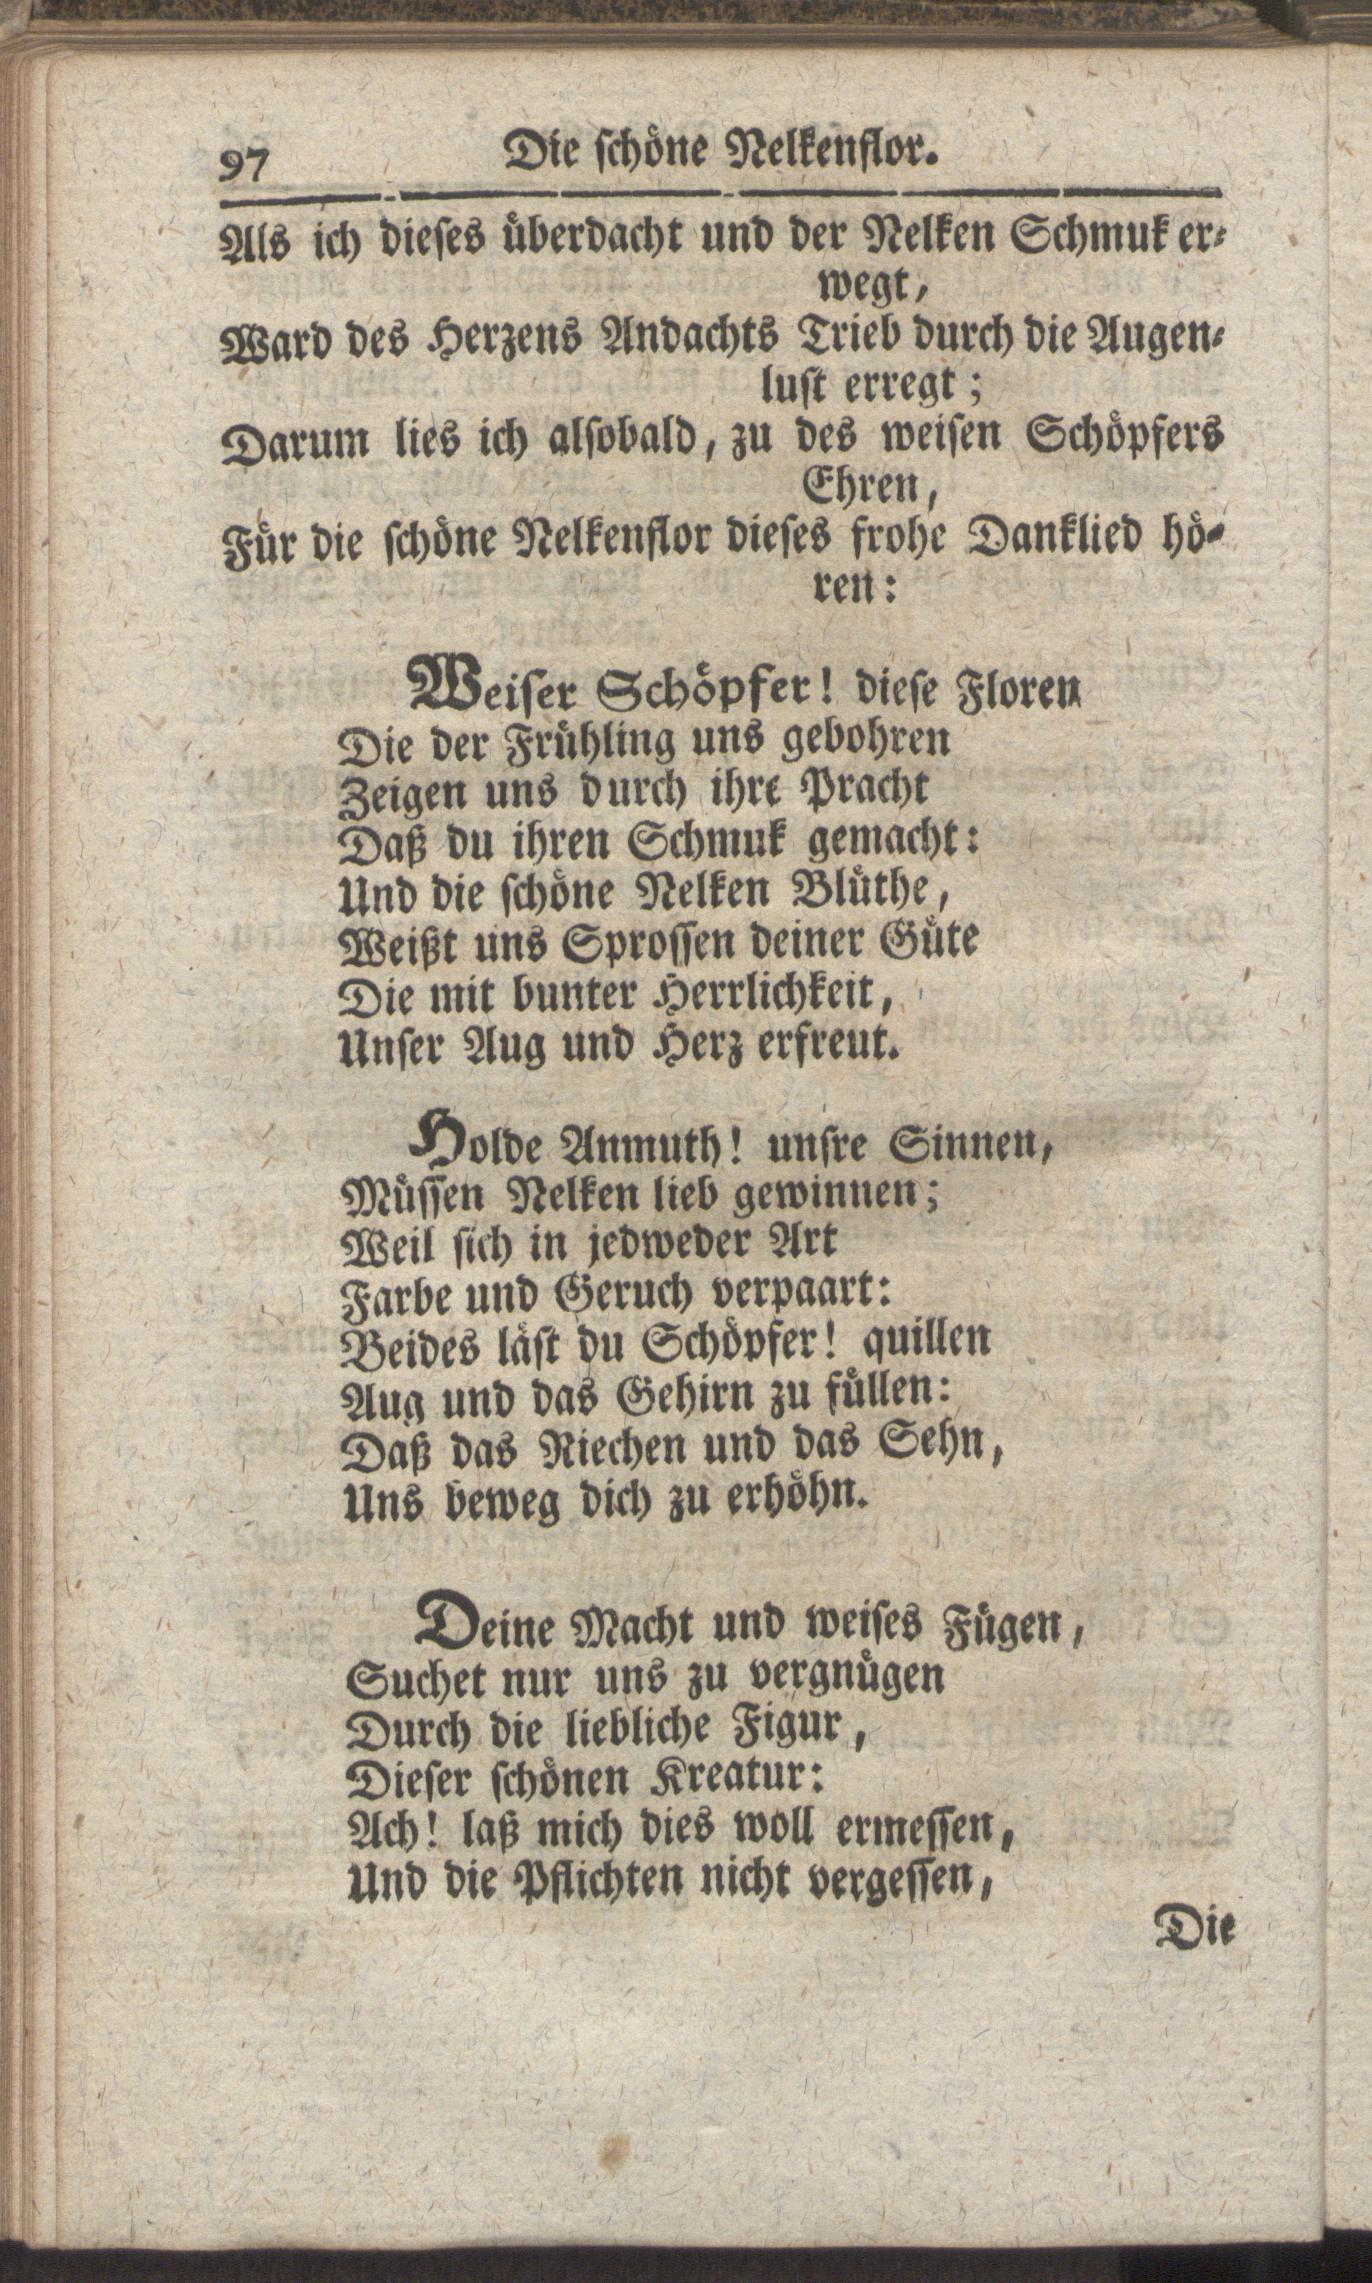 97 Die schöne Nelkenflor.
Als ich dieses überdacht und der Nelken Schmuk er-
wegt,
Ward des Herzens Andachts Trieb durch die Augen-
lust erregt;
Darum lies ich alsobald, zu des weisen Schöpfers
Ehren,
Für die schöne Nelkenflor dieses frohe Danklied hö-
ren:
Weiser Schöpfer! diese Floren
Die der Frühling uns gebohren
Zeigen uns durch ihre Pracht
Daß du ihren Schmuk gemacht:
Und die schöne Nelken Blüthe,
Weißt uns Sprossen deiner Güte
Die mit bunter Herrlichkeit,
Unser Aug und Herz erfreut.
Holde Anmuth! unsre Sinnen,
Müssen Nelken lieb gewinnen;
Weil sich in jedweder Art
Farbe und Geruch verpaart:
Beides läst du Schöpfer! quillen
Aug und das Gehirn zu füllen:
Daß das Riechen und das Sehn,
Uns beweg dich zu erhöhn.
Deine Macht und weises Fügen,
Suchet nur uns zu vergnügen
Durch die liebliche Figur,
Dieser schönen Kreatur:
Ach! laß mich dies woll ermessen,
Und die Pflichten nicht vergessen,
Die